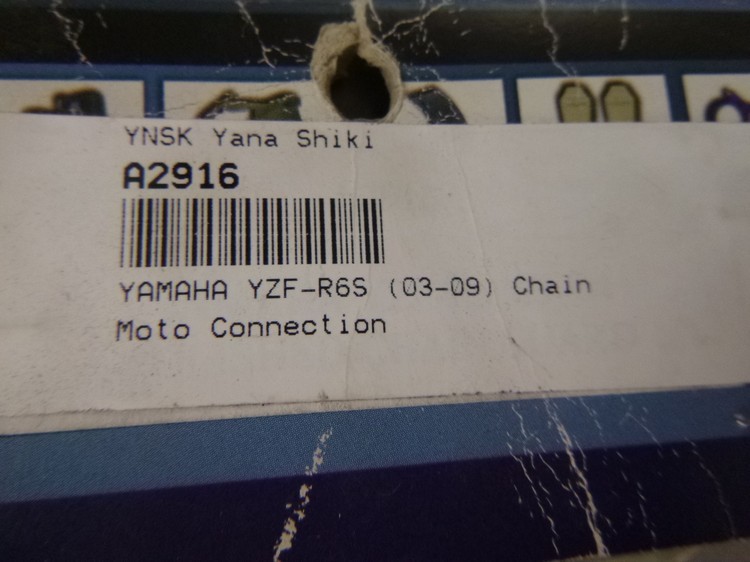 YNSK Yana Shiki
A2916
YAMAHA YZF-R6S (03-09) Chain
Moto Connection